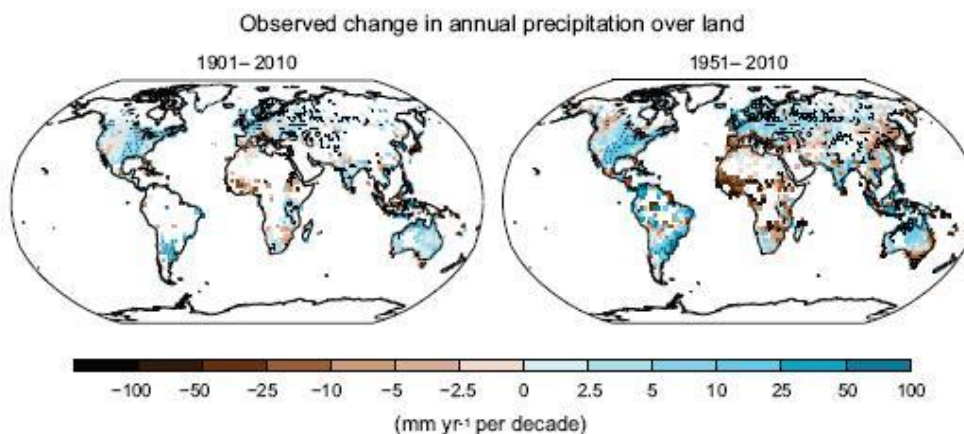 Observed change in annual precipitation over land
1901– 2010
1951– 2010
−100 −50 −25 −10 −5 −2.5 0 2.5 5 10 25 50 100
(mm yr⁻¹ per decade)